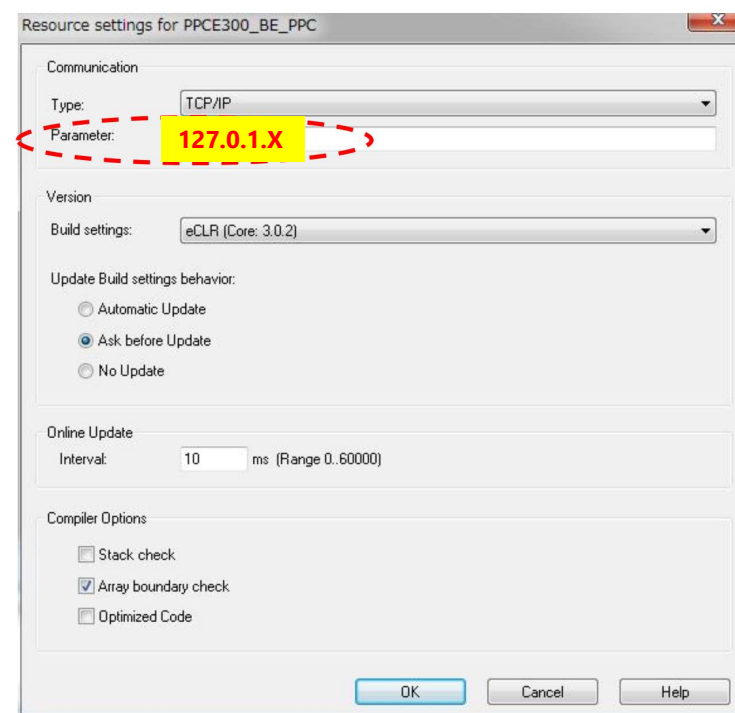 Resource settings for PPCE300_BE_PPC
Communication
Type: TCP/IP
Parameter: 127.0.1.X
Version
Build settings: eCLR (Core: 3.0.2)
Update Build settings behavior:
Automatic Update
Ask before Update
No Update
Online Update
Interval: 10 ms (Range 0..60000)
Compiler Options
Stack check
Array boundary check
Optimized Code
OK Cancel Help